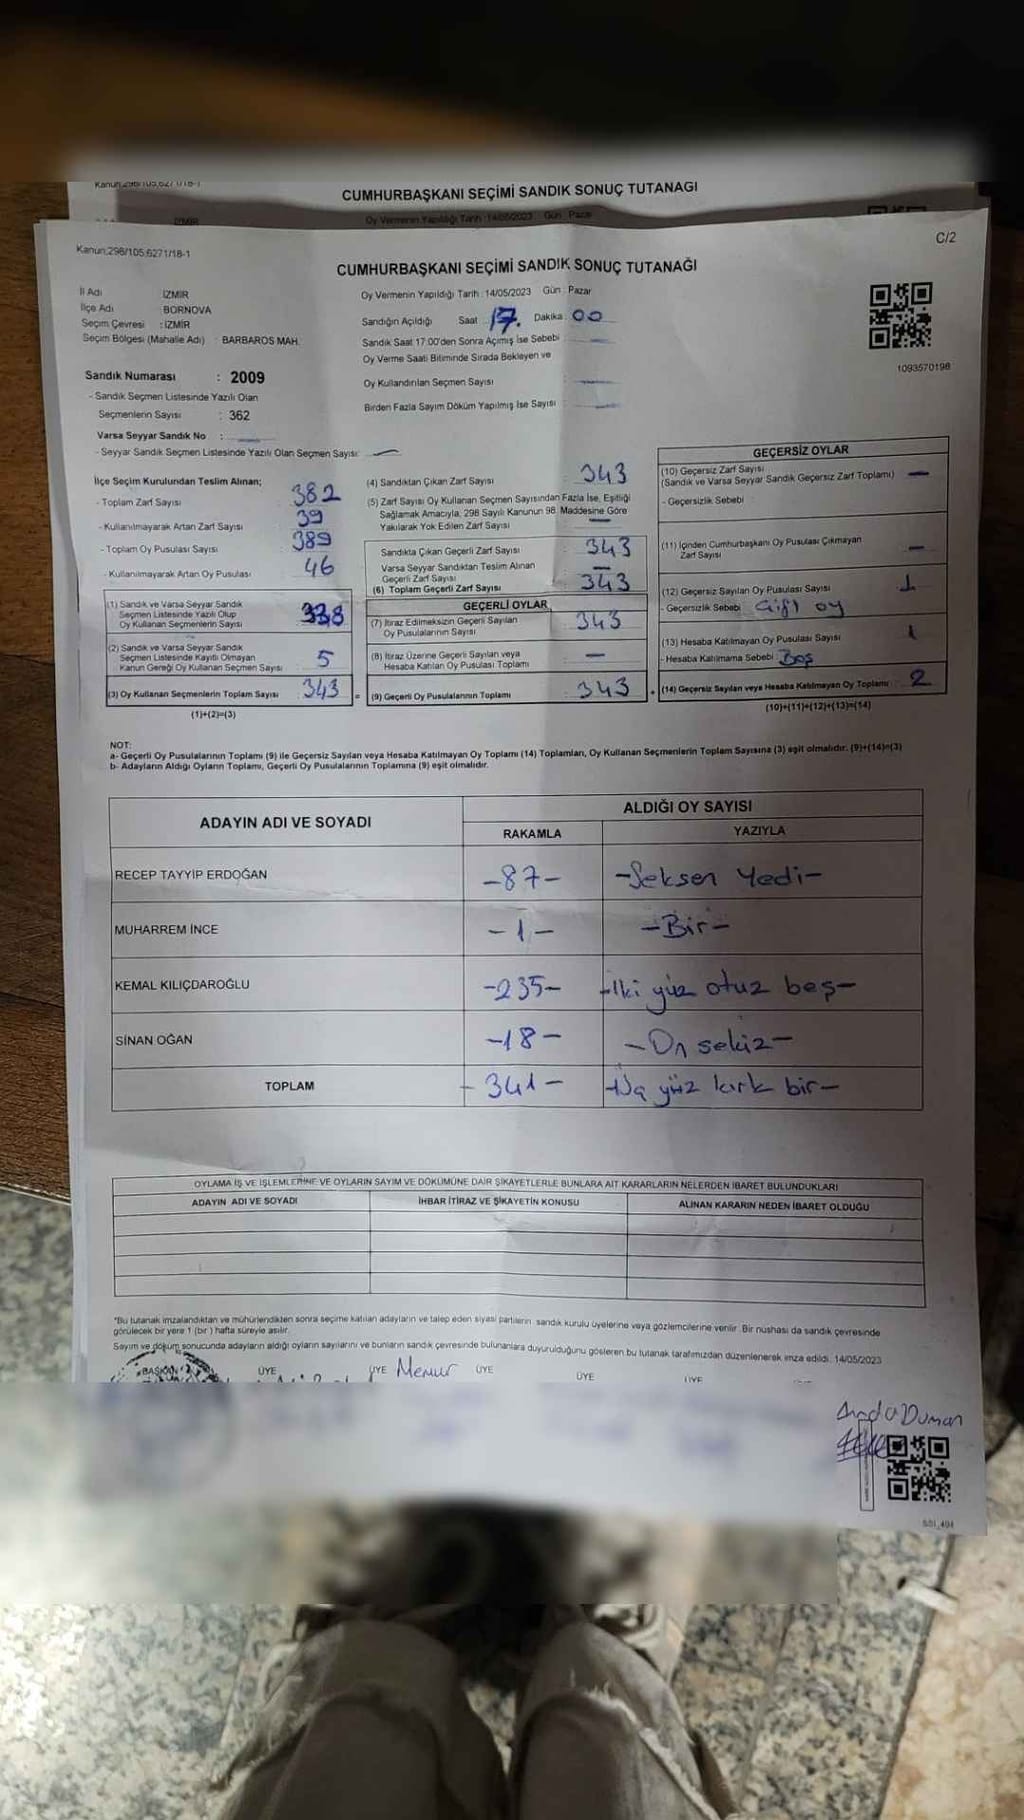 Kanun;298/105,6271/18-1
CUMHURBAŞKANI SEÇİMİ SANDIK SONUÇ TUTANAGI
İZMİR
Oy Vermenin Yapıldığı Tarih :14/05/2023 Gün : Pazar
C/2
Kanun;298/105,6271/18-1
CUMHURBAŞKANI SEÇİMİ SANDIK SONUÇ TUTANAĞI
İl Adı İZMİR
İlçe Adı : BORNOVA
Seçim Çevresi : İZMİR
Seçim Bölgesi (Mahalle Adı) : BARBAROS MAH.
Oy Vermenin Yapıldığı Tarih :14/05/2023 Gün : Pazar
Sandığın Açıldığı Saat 17. Dakika : 00
Sandık Saat 17.00'den Sonra Açılmış İse Sebebi :
Oy Verme Saati Bitiminde Sırada Bekleyen ve
Oy Kullandırılan Seçmen Sayısı
Birden Fazla Sayım Döküm Yapılmış İse Sayısı :
1093570198
Sandık Numarası : 2009
- Sandık Seçmen Listesinde Yazılı Olan
Seçmenlerin Sayısı : 362
Varsa Seyyar Sandık No :
- Seyyar Sandık Seçmen Listesinde Yazılı Olan Seçmen Sayısı: —
İlçe Seçim Kurulundan Teslim Alınan;
- Toplam Zarf Sayısı 382
- Kullanılmayarak Artan Zarf Sayısı 39
- Toplam Oy Pusulası Sayısı 389
- Kullanılmayarak Artan Oy Pusulası 46
(1) Sandık ve Varsa Seyyar Sandık
Seçmen Listesinde Yazılı Olup
Oy Kullanan Seçmenlerin Sayısı 338
(2) Sandık ve Varsa Seyyar Sandık
Seçmen Listesinde Kayıtlı Olmayan
Kanun Gereği Oy Kullanan Seçmen Sayısı 5
(3) Oy Kullanan Seçmenlerin Toplam Sayısı 343 =
(1)+(2)=(3)
(4) Sandıktan Çıkan Zarf Sayısı 343
(5) Zarf Sayısı Oy Kullanan Seçmen Sayısından Fazla İse, Eşitliği
Sağlamak Amacıyla, 298 Sayılı Kanunun 98. Maddesine Göre
Yakılarak Yok Edilen Zarf Sayısı —
Sandıkta Çıkan Geçerli Zarf Sayısı 343
Varsa Seyyar Sandıktan Teslim Alınan
Geçerli Zarf Sayısı —
(6) Toplam Geçerli Zarf Sayısı 343
GEÇERLİ OYLAR
(7) İtiraz Edilmeksizin Geçerli Sayılan
Oy Pusulalarının Sayısı 343
(8) İtiraz Üzerine Geçerli Sayılan veya
Hesaba Katılan Oy Pusulası Toplamı —
(9) Geçerli Oy Pusulalarının Toplamı 343 +
GEÇERSİZ OYLAR
(10) Geçersiz Zarf Sayısı
(Sandık ve Varsa Seyyar Sandık Geçersiz Zarf Toplamı) —
- Geçersizlik Sebebi :
(11) İçinden Cumhurbaşkanı Oy Pusulası Çıkmayan
Zarf Sayısı —
(12) Geçersiz Sayılan Oy Pusulası Sayısı 1
- Geçersizlik Sebebi : Çift oy
(13) Hesaba Katılmayan Oy Pusulası Sayısı 1
- Hesaba Katılmama Sebebi : Boş
(14) Geçersiz Sayılan veya Hesaba Katılmayan Oy Toplamı : 2
(10)+(11)+(12)+(13)=(14)
NOT:
a- Geçerli Oy Pusulalarının Toplamı (9) ile Geçersiz Sayılan veya Hesaba Katılmayan Oy Toplamı (14) Toplamları, Oy Kullanan Seçmenlerin Toplam Sayısına (3) eşit olmalıdır. (9)+(14)=(3)
b- Adayların Aldığı Oyların Toplamı, Geçerli Oy Pusulalarının Toplamına (9) eşit olmalıdır.
ADAYIN ADI VE SOYADI
ALDIĞI OY SAYISI
RAKAMLA YAZIYLA
RECEP TAYYİP ERDOĞAN -87- -Seksen Yedi-
MUHARREM İNCE -1- -Bir-
KEMAL KILIÇDAROĞLU -235- -İki yüz otuz beş-
SİNAN OĞAN -18- -On sekiz-
TOPLAM -341- -Üç yüz kırk bir-
OYLAMA İŞ VE İŞLEMLERİNE VE OYLARIN SAYIM VE DÖKÜMÜNE DAİR ŞİKAYETLERLE BUNLARA AİT KARARLARIN NELERDEN İBARET BULUNDUKLARI
ADAYIN ADI VE SOYADI İHBAR İTİRAZ VE ŞİKAYETİN KONUSU ALINAN KARARIN NEDEN İBARET OLDUĞU
*Bu tutanak imzalandıktan ve mühürlendikten sonra seçime katılan adayların ve talep eden siyasi partilerin sandık kurulu üyelerine veya gözlemcilerine verilir. Bir nüshası da sandık çevresinde
görülecek bir yere 1 (bir ) hafta süreyle asılır.
Sayım ve döküm sonucunda adayların aldığı oyların sayılarını ve bunların sandık çevresinde bulunanlara duyurulduğunu gösteren bu tutanak tarafımızdan düzenlenerek imza edildi. 14/05/2023
BAŞKAN ÜYE ÜYE Memur ÜYE ÜYE ÜYE
Duman